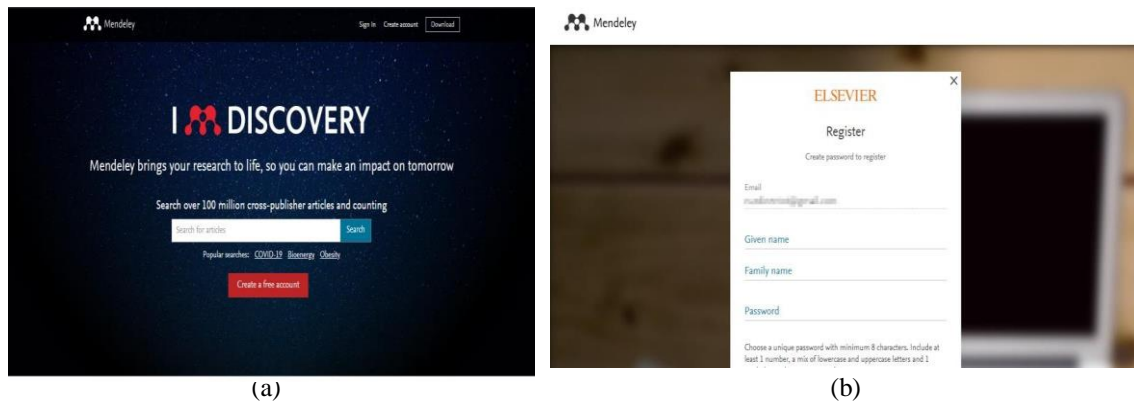 Mendeley
Sign in Create account Download
I DISCOVERY
Mendeley brings your research to life, so you can make an impact on tomorrow
Search over 100 million cross-publisher articles and counting
Search for articles Search
Popular searches: COVID-19 Bioenergy Obesity
Create a free account
(a)
Mendeley
X
ELSEVIER
Register
Create password to register
Email
Given name
Family name
Password
Choose a unique password with minimum 8 characters. Include at
least 1 number, a mix of lowercase and uppercase letters and 1
(b)